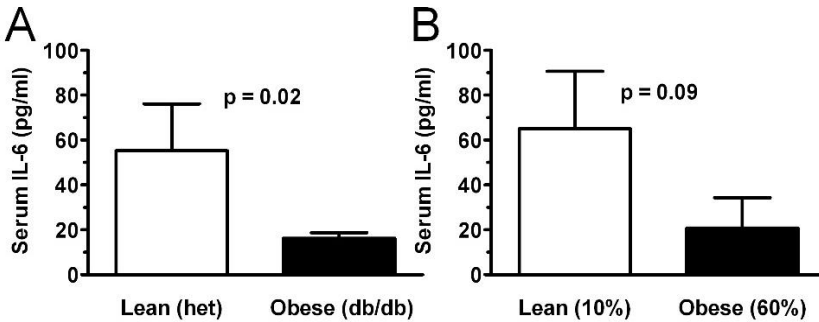 A
Serum IL-6 (pg/ml)
100
80
60
40
20
0
p = 0.02
Lean (het) Obese (db/db)
B
Serum IL-6 (pg/ml)
100
80
60
40
20
0
p = 0.09
Lean (10%) Obese (60%)